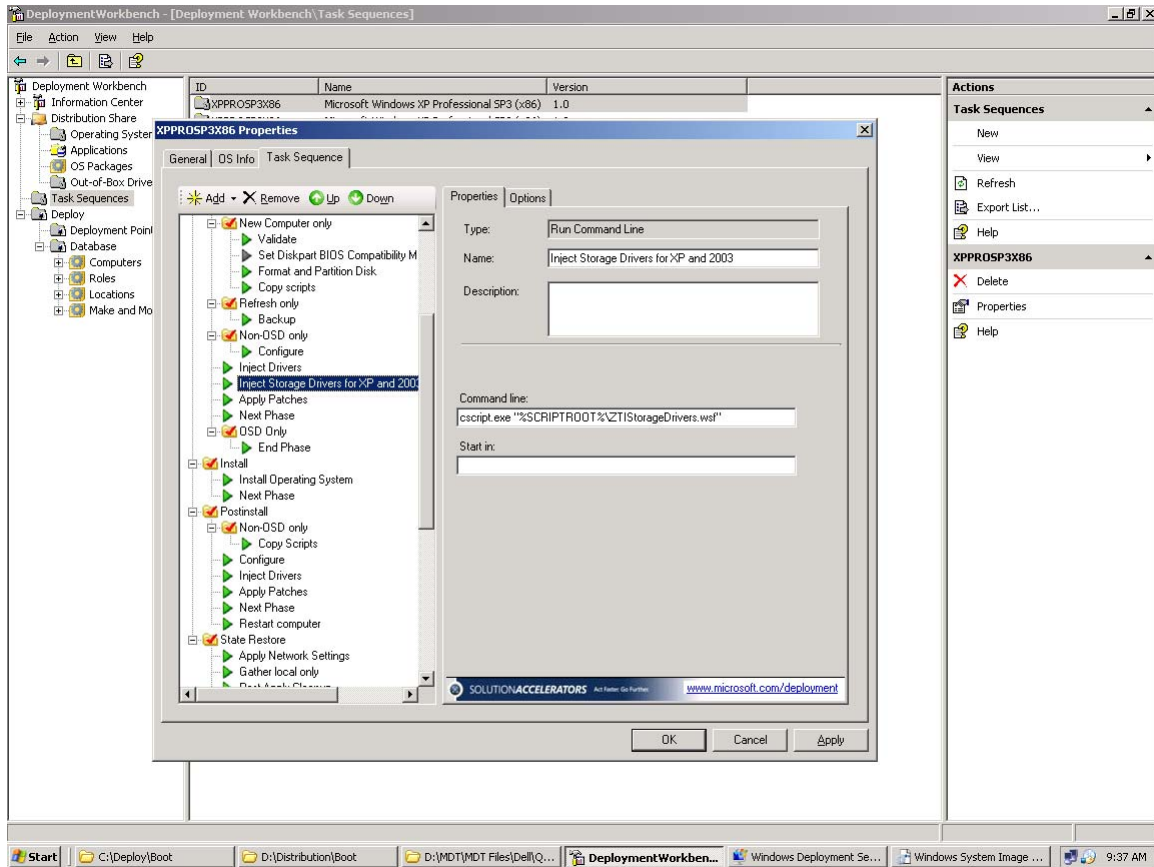 DeploymentWorkbench - [Deployment Workbench\Task Sequences]
File Action View Help
Deployment Workbench
Information Center
Distribution Share
Operating System
Applications
OS Packages
Out-of-Box Drive
Task Sequences
Deploy
Deployment Point
Database
Computers
Roles
Locations
Make and Mo
ID Name Version
XPPROSP3X86 Microsoft Windows XP Professional SP3 (x86) 1.0
XPPROSP3X86 Properties
General OS Info Task Sequence
Add Remove Up Down
New Computer only
Validate
Set Diskpart BIOS Compatibility M
Format and Partition Disk
Copy scripts
Refresh only
Backup
Non-OSD only
Configure
Inject Drivers
Inject Storage Drivers for XP and 2003
Apply Patches
Next Phase
OSD Only
End Phase
Install
Install Operating System
Next Phase
Postinstall
Non-OSD only
Copy Scripts
Configure
Inject Drivers
Apply Patches
Next Phase
Restart computer
State Restore
Apply Network Settings
Gather local only
Properties Options
Type: Run Command Line
Name: Inject Storage Drivers for XP and 2003
Description:
Command line:
cscript.exe "%SCRIPTROOT%\ZTIStorageDrivers.wsf"
Start in:
SOLUTIONACCELERATORS Act Faster. Go Further. www.microsoft.com/deployment
OK Cancel Apply
Actions
Task Sequences
New
View
Refresh
Export List...
Help
XPPROSP3X86
Delete
Properties
Help
Start C:\Deploy\Boot D:\Distribution\Boot D:\MDT\MDT Files\Dell\O... DeploymentWorkben... Windows Deployment Se... Windows System Image ... 9:37 AM